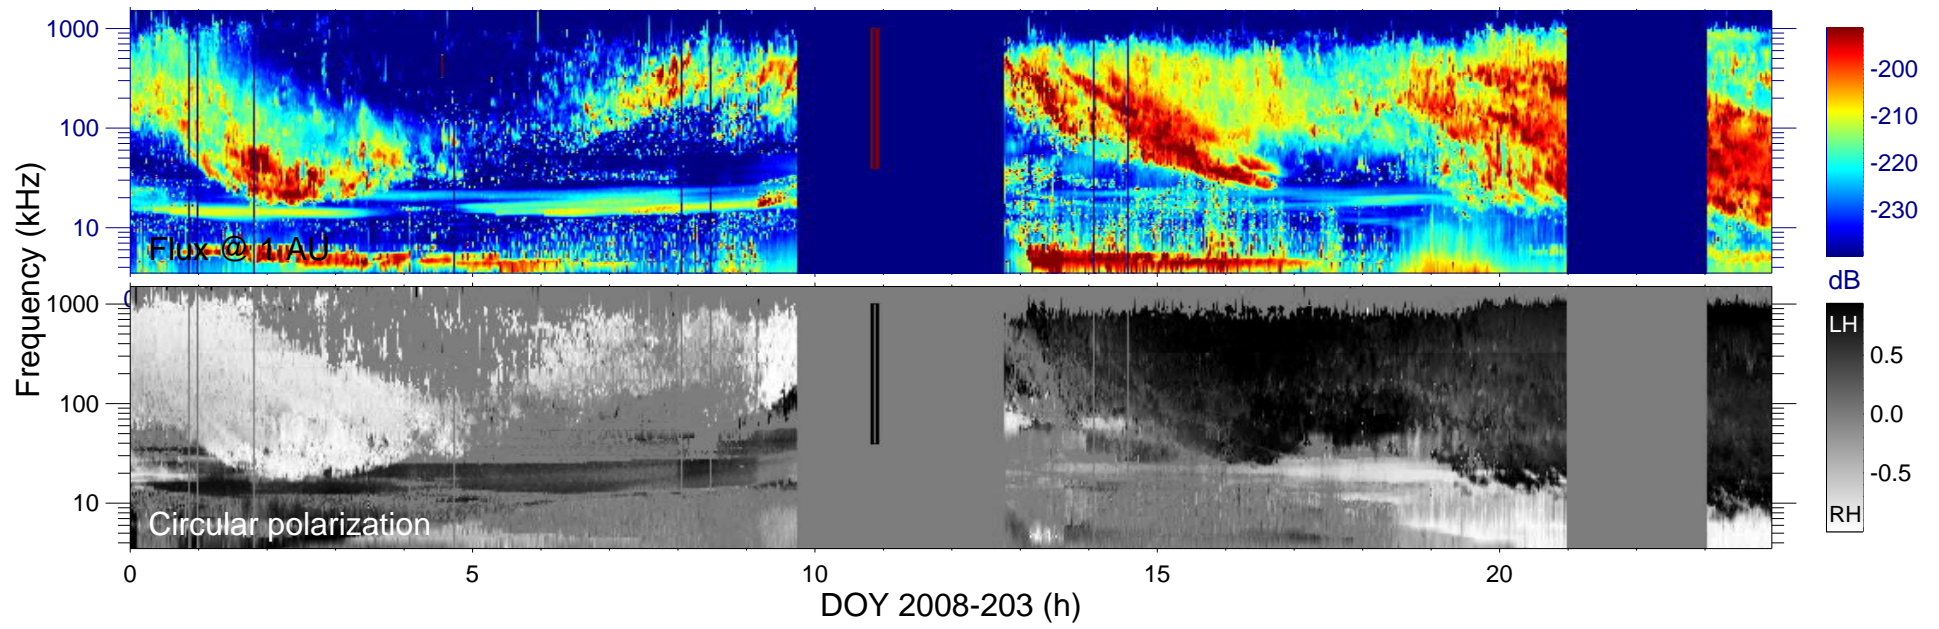 1000
100
10
Flux @ 1 AU
-200
-210
-220
-230
dB
Frequency (kHz)
0
1000
100
10
Circular polarization
LH
0.5
0.0
-0.5
RH
0 5 10 15 20
DOY 2008-203 (h)